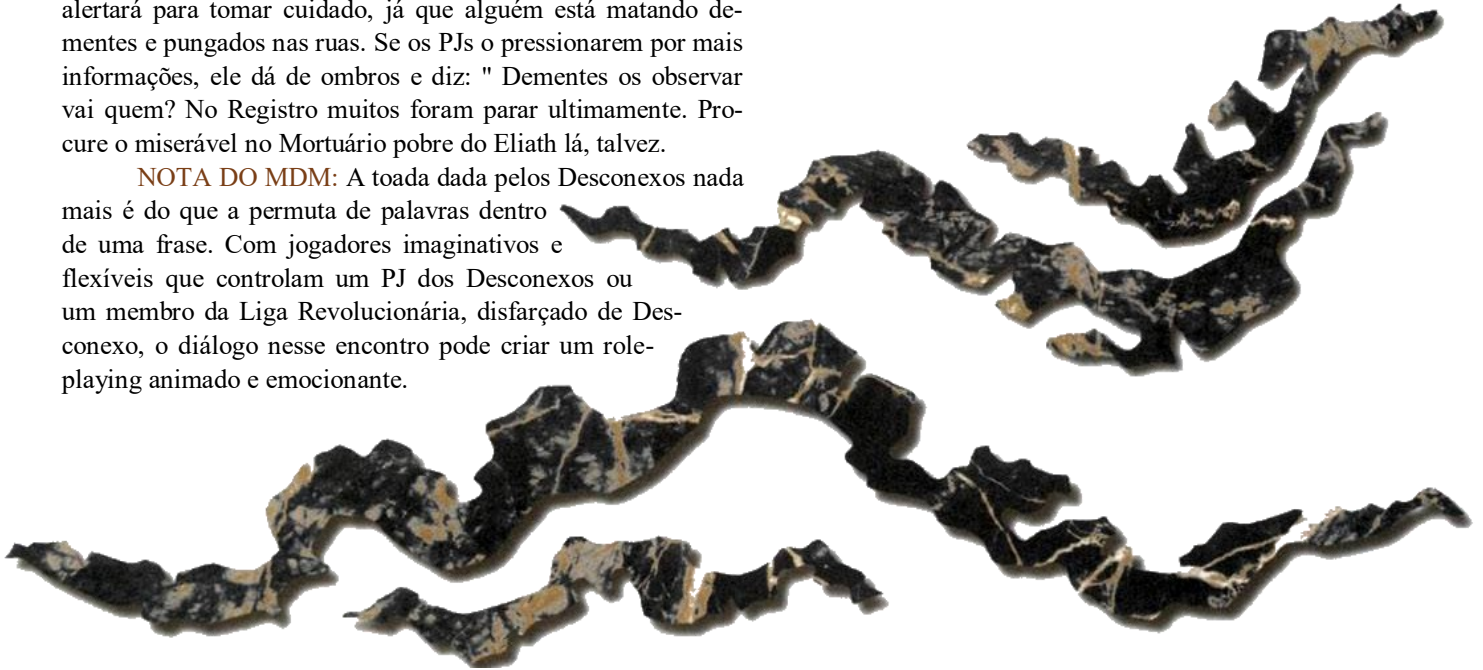 alertará para tomar cuidado, já que alguém está matando de-
mentes e pungados nas ruas. Se os PJs o pressionarem por mais
informações, ele dá de ombros e diz: " Dementes os observar
vai quem? No Registro muitos foram parar ultimamente. Pro-
cure o miserável no Mortuário pobre do Eliath lá, talvez.
NOTA DO MDM: A toada dada pelos Desconexos nada
mais é do que a permuta de palavras dentro
de uma frase. Com jogadores imaginativos e
flexíveis que controlam um PJ dos Desconexos ou
um membro da Liga Revolucionária, disfarçado de Des-
conexo, o diálogo nesse encontro pode criar um role-
playing animado e emocionante.